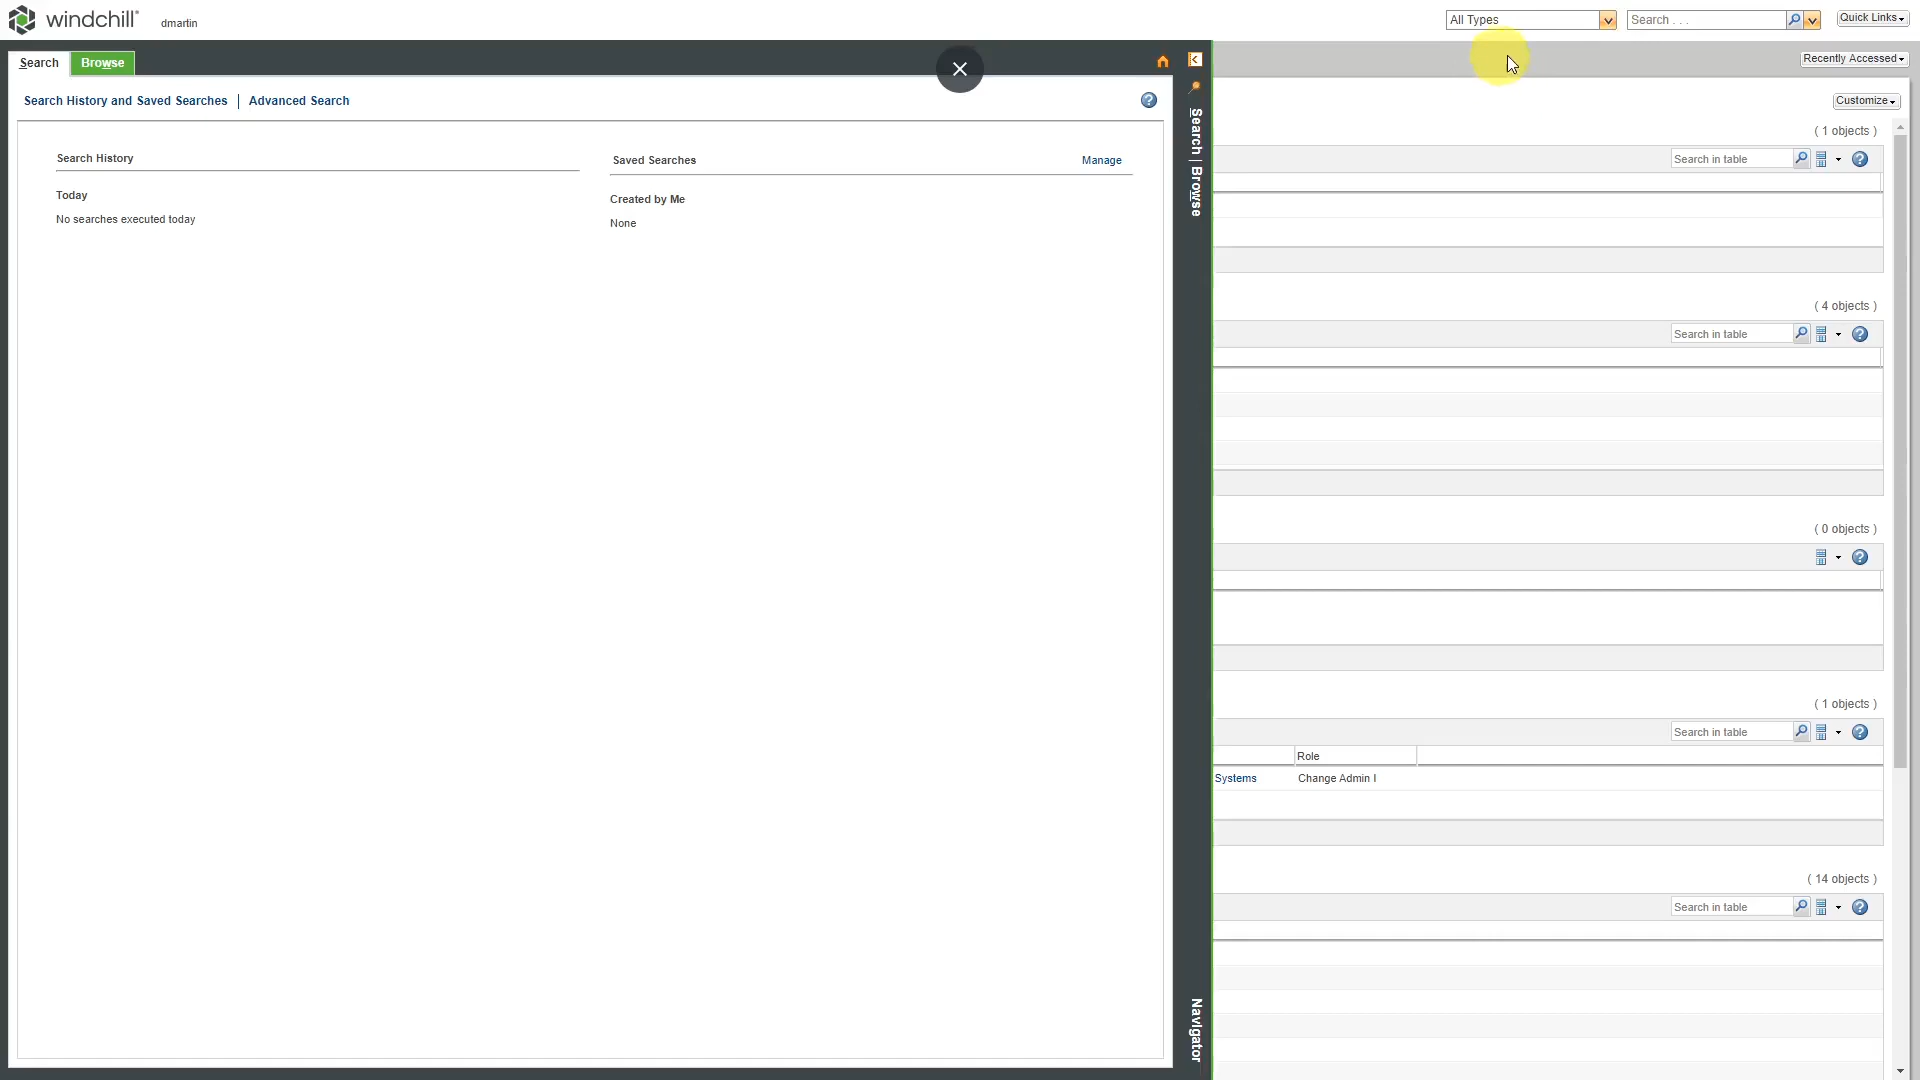 windchill
dmartin
All Types
Search . . .
Quick Links
Search
Browse
Recently Accessed
Search History and Saved Searches
Advanced Search
Customize
( 1 objects )
Search History
Saved Searches
Manage
Search in table
Today
Created by Me
No searches executed today
None
Search | Browse
( 4 objects )
Search in table
( 0 objects )
( 1 objects )
Search in table
Role
Systems
Change Admin I
( 14 objects )
Search in table
Navigator